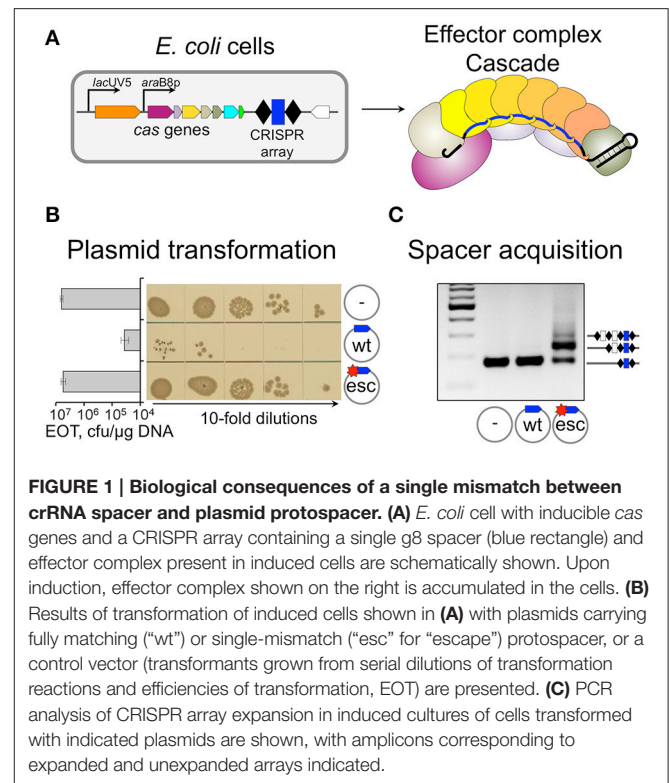 A
E. coli cells
lacUV5
araB8p
cas genes
CRISPR
array
Effector complex
Cascade
B
Plasmid transformation
-
wt
esc
10⁷ 10⁶ 10⁵ 10⁴
EOT, cfu/µg DNA
10-fold dilutions
C
Spacer acquisition
-
wt
esc
FIGURE 1 | Biological consequences of a single mismatch between
crRNA spacer and plasmid protospacer. (A) E. coli cell with inducible cas
genes and a CRISPR array containing a single g8 spacer (blue rectangle) and
effector complex present in induced cells are schematically shown. Upon
induction, effector complex shown on the right is accumulated in the cells. (B)
Results of transformation of induced cells shown in (A) with plasmids carrying
fully matching ("wt") or single-mismatch ("esc" for "escape") protospacer, or a
control vector (transformants grown from serial dilutions of transformation
reactions and efficiencies of transformation, EOT) are presented. (C) PCR
analysis of CRISPR array expansion in induced cultures of cells transformed
with indicated plasmids are shown, with amplicons corresponding to
expanded and unexpanded arrays indicated.